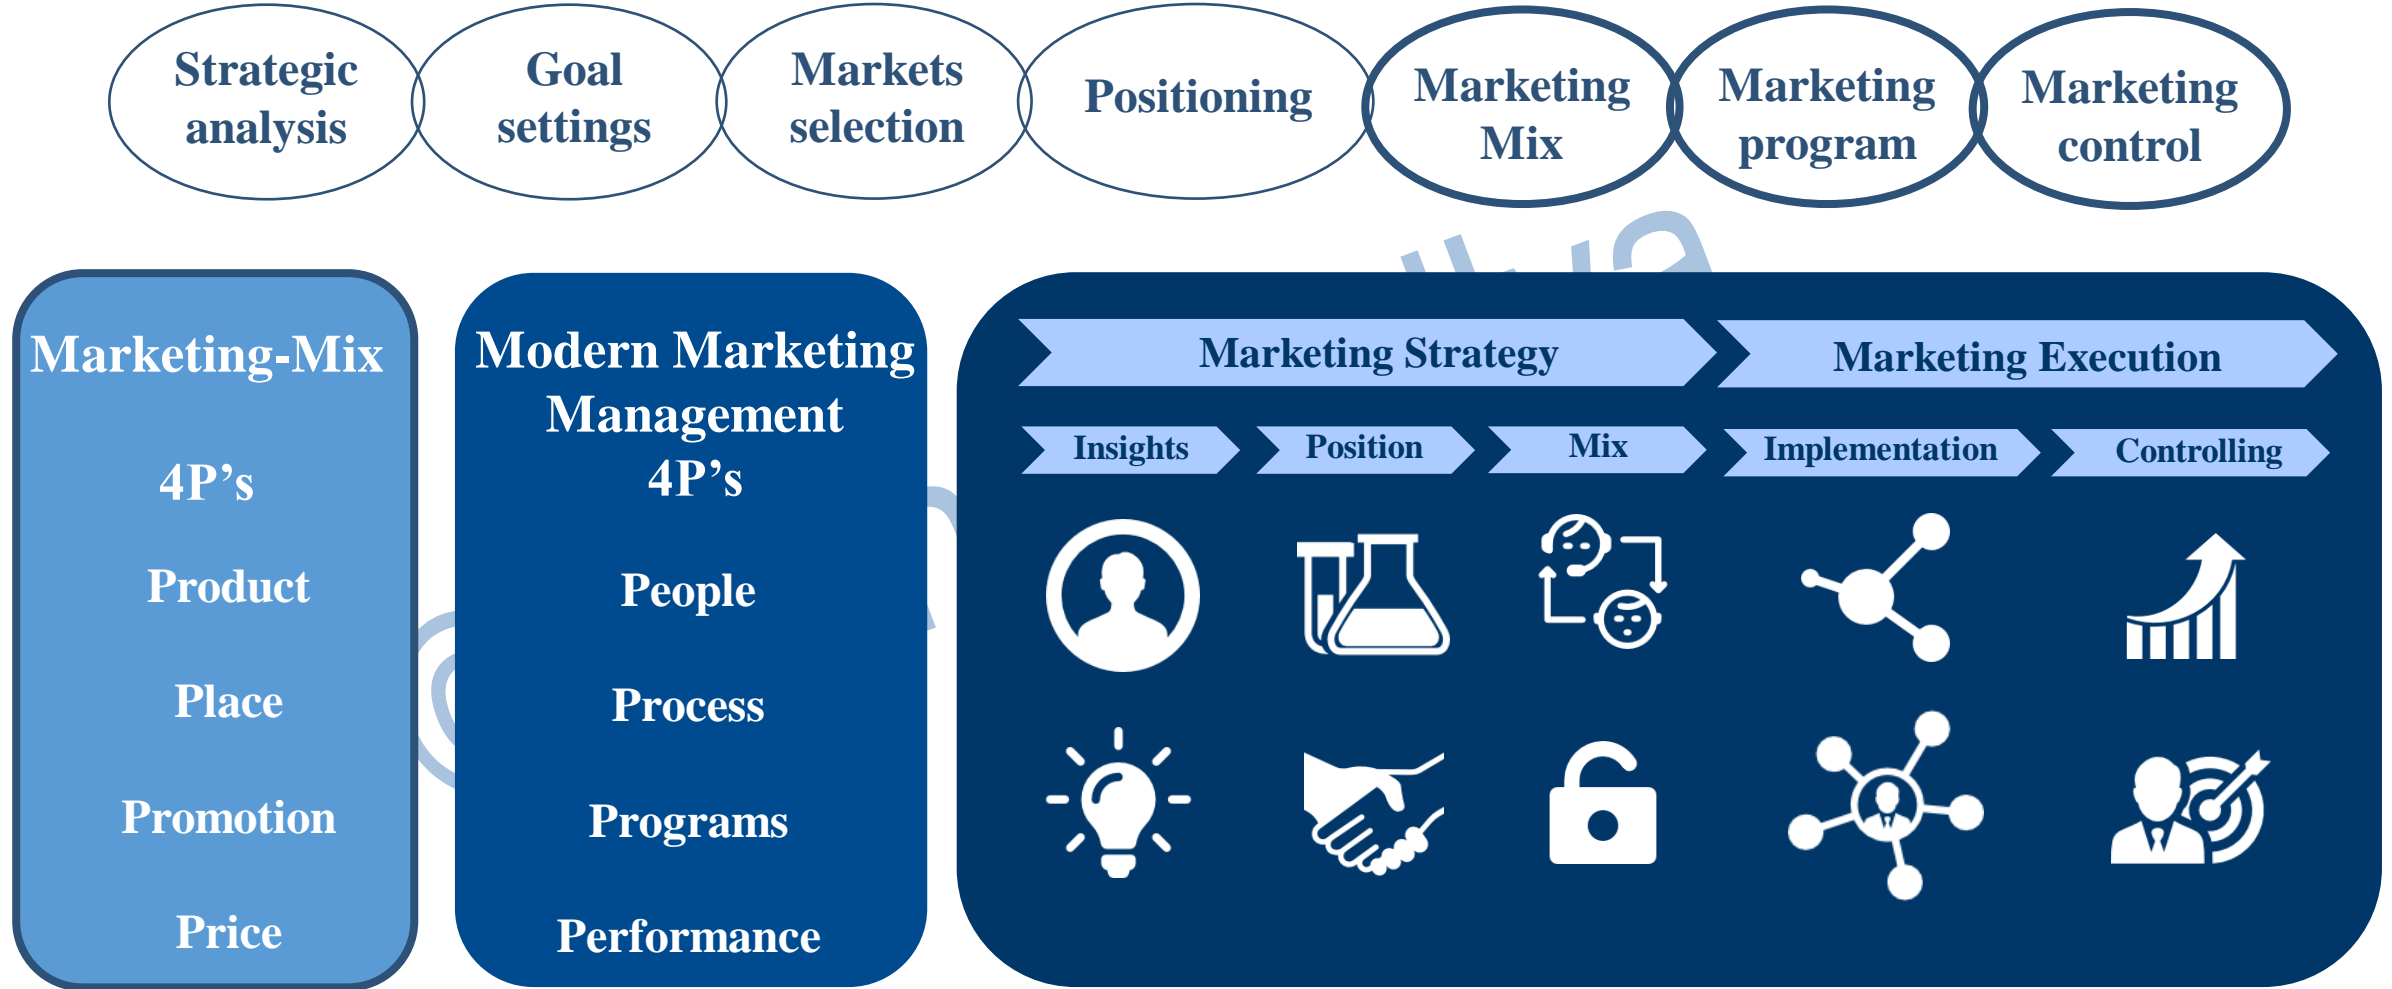 Strategic
analysis
Goal
settings
Markets
selection
Positioning
Marketing
Mix
Marketing
program
Marketing
control
Marketing-Mix
4P’s
Product
Place
Promotion
Price
Modern Marketing
Management
4P’s
People
Process
Programs
Performance
Marketing Strategy
Marketing Execution
Insights
Position
Mix
Implementation
Controlling